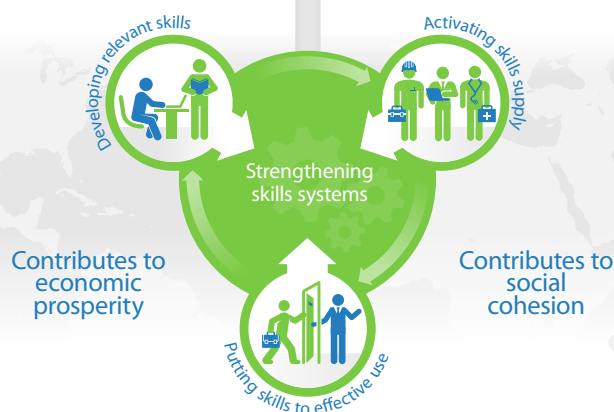 Developing relevant skills
Activating skills supply
Strengthening
skills systems
Contributes to
economic
prosperity
Contributes to
social
cohesion
Putting skills to effective use